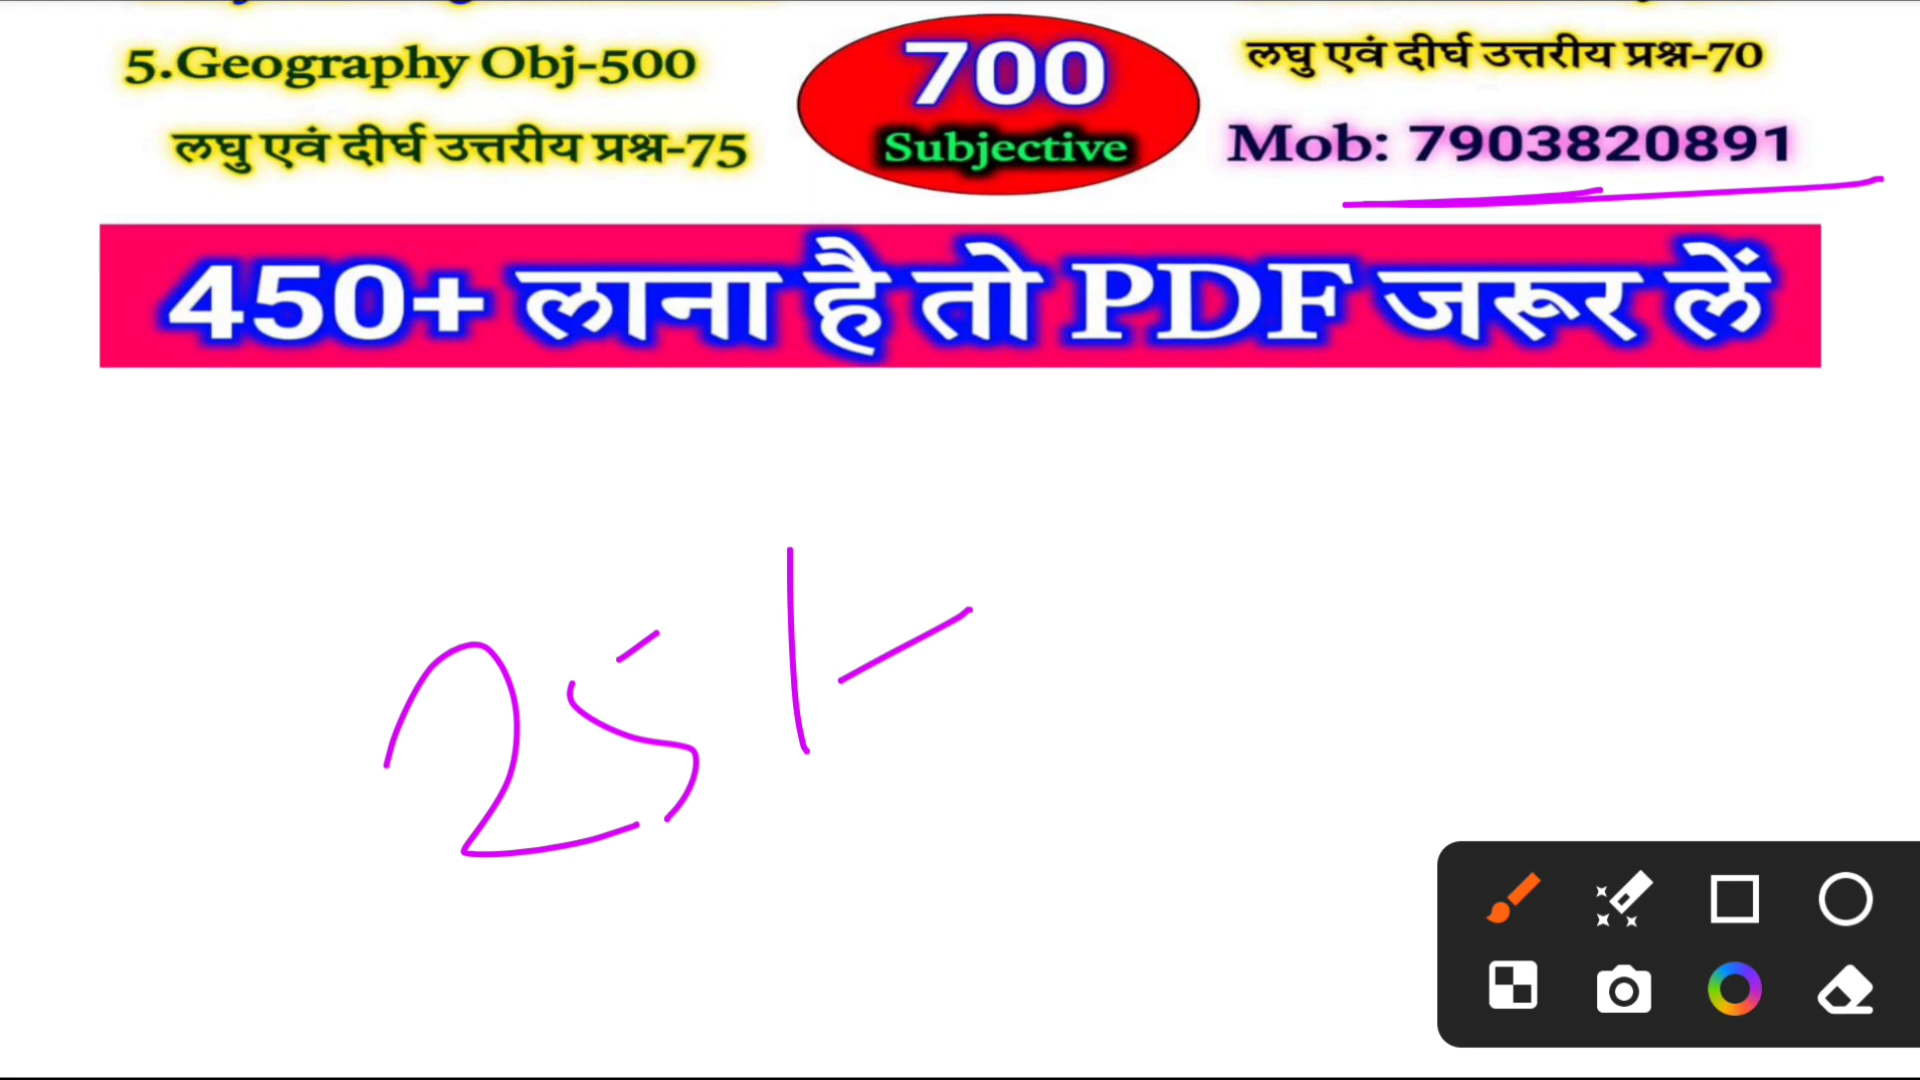 5.Geography Obj-500
लघु एवं दीर्घ उत्तरीय प्रश्न-75
700
Subjective
लघु एवं दीर्घ उत्तरीय प्रश्न-70
Mob: 7903820891
450+ लाना है तो PDF जरूर लें
25/-